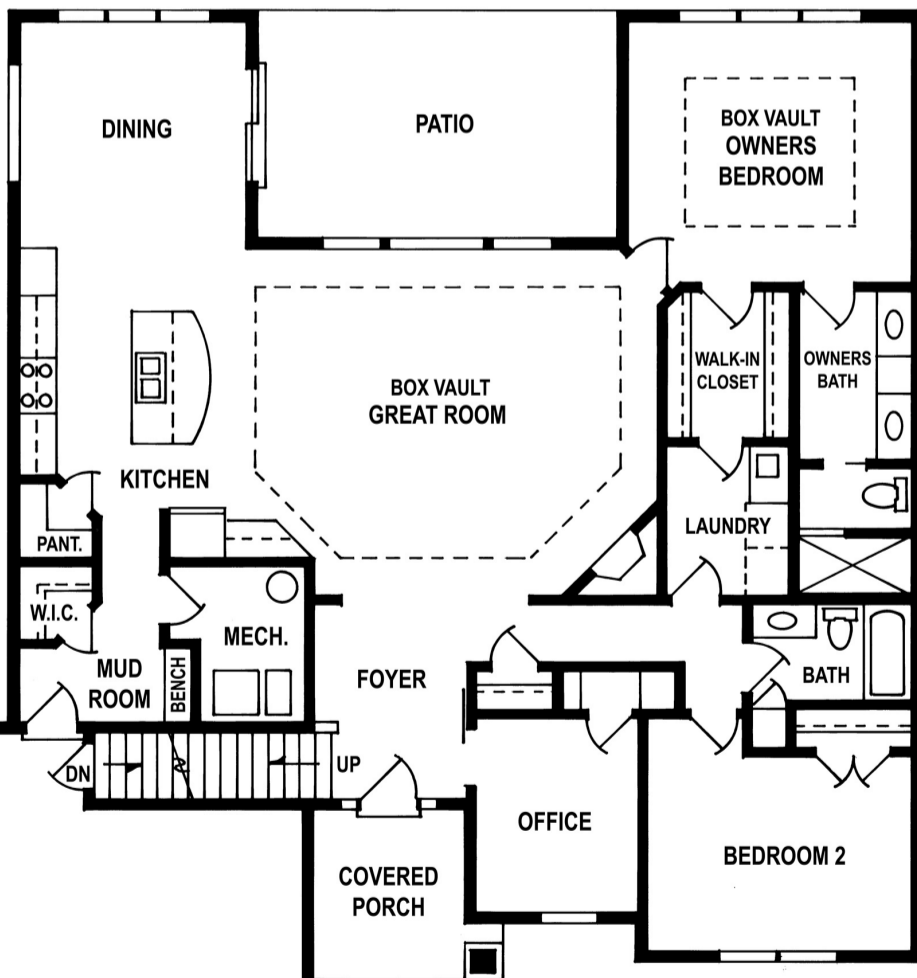 DINING
PATIO
BOX VAULT
OWNERS
BEDROOM
BOX VAULT
GREAT ROOM
WALK-IN
CLOSET
OWNERS
BATH
KITCHEN
PANT.
LAUNDRY
W.I.C.
MECH.
MUD
ROOM
BENCH
FOYER
BATH
DN
UP
OFFICE
BEDROOM 2
COVERED
PORCH